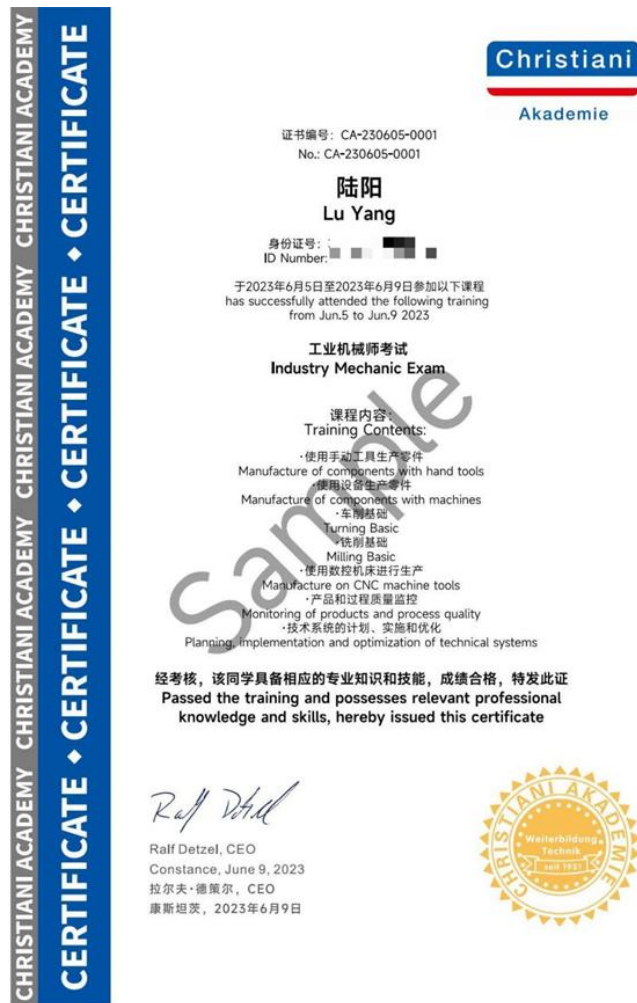 CHRISTIANI ACADEMY CHRISTIANI ACADEMY CHRISTIANI ACADEMY CHRISTIANI ACADEMY
CERTIFICATE ◆ CERTIFICATE ◆ CERTIFICATE ◆ CERTIFICATE
Christiani
Akademie
证书编号：CA-230605-0001
No.: CA-230605-0001
陆阳
Lu Yang
身份证号：
ID Number:
于2023年6月5日至2023年6月9日参加以下课程
has successfully attended the following training
from Jun.5 to Jun.9 2023
工业机械师考试
Industry Mechanic Exam
课程内容：
Training Contents:
·使用手动工具生产零件
Manufacture of components with hand tools
·使用设备生产零件
Manufacture of components with machines
·车削基础
Turning Basic
·铣削基础
Milling Basic
·使用数控机床进行生产
Manufacture on CNC machine tools
·产品和过程质量监控
Monitoring of products and process quality
·技术系统的计划、实施和优化
Planning, implementation and optimization of technical systems
Sample
经考核，该同学具备相应的专业知识和技能，成绩合格，特发此证
Passed the training and possesses relevant professional
knowledge and skills, hereby issued this certificate
Ralf Detzel
Ralf Detzel, CEO
Constance, June 9, 2023
拉尔夫·德策尔，CEO
康斯坦茨，2023年6月9日
CHRISTIANI AKADEMIE
Weiterbildung
Technik
seit 1931